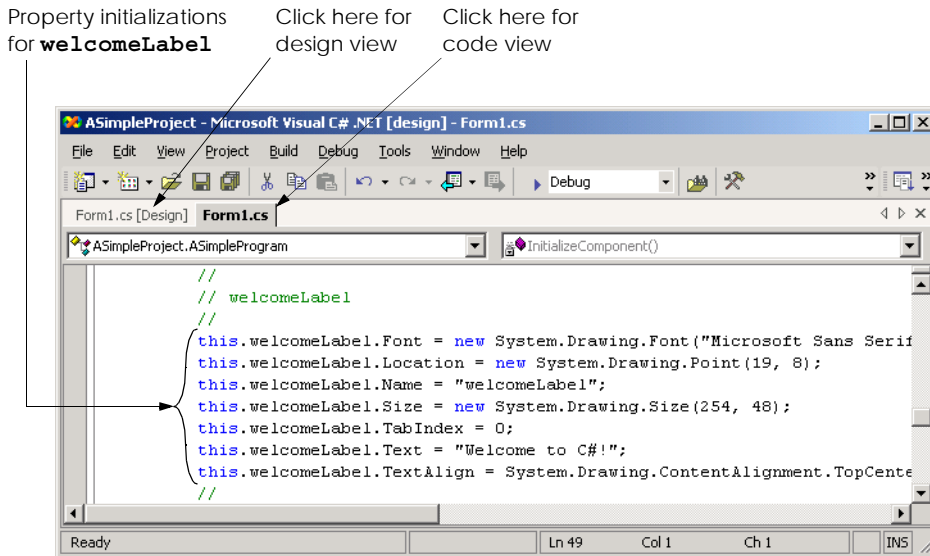 Property initializations
for welcomeLabel
Click here for
design view
Click here for
code view
ASimpleProject - Microsoft Visual C# .NET [design] - Form1.cs
File Edit View Project Build Debug Tools Window Help
Debug
Form1.cs [Design] Form1.cs
ASimpleProject.ASimpleProgram InitializeComponent()
//
// welcomeLabel
//
this.welcomeLabel.Font = new System.Drawing.Font("Microsoft Sans Serif
this.welcomeLabel.Location = new System.Drawing.Point(19, 8);
this.welcomeLabel.Name = "welcomeLabel";
this.welcomeLabel.Size = new System.Drawing.Size(254, 48);
this.welcomeLabel.TabIndex = 0;
this.welcomeLabel.Text = "Welcome to C#!";
this.welcomeLabel.TextAlign = System.Drawing.ContentAlignment.TopCente
//
Ready Ln 49 Col 1 Ch 1 INS